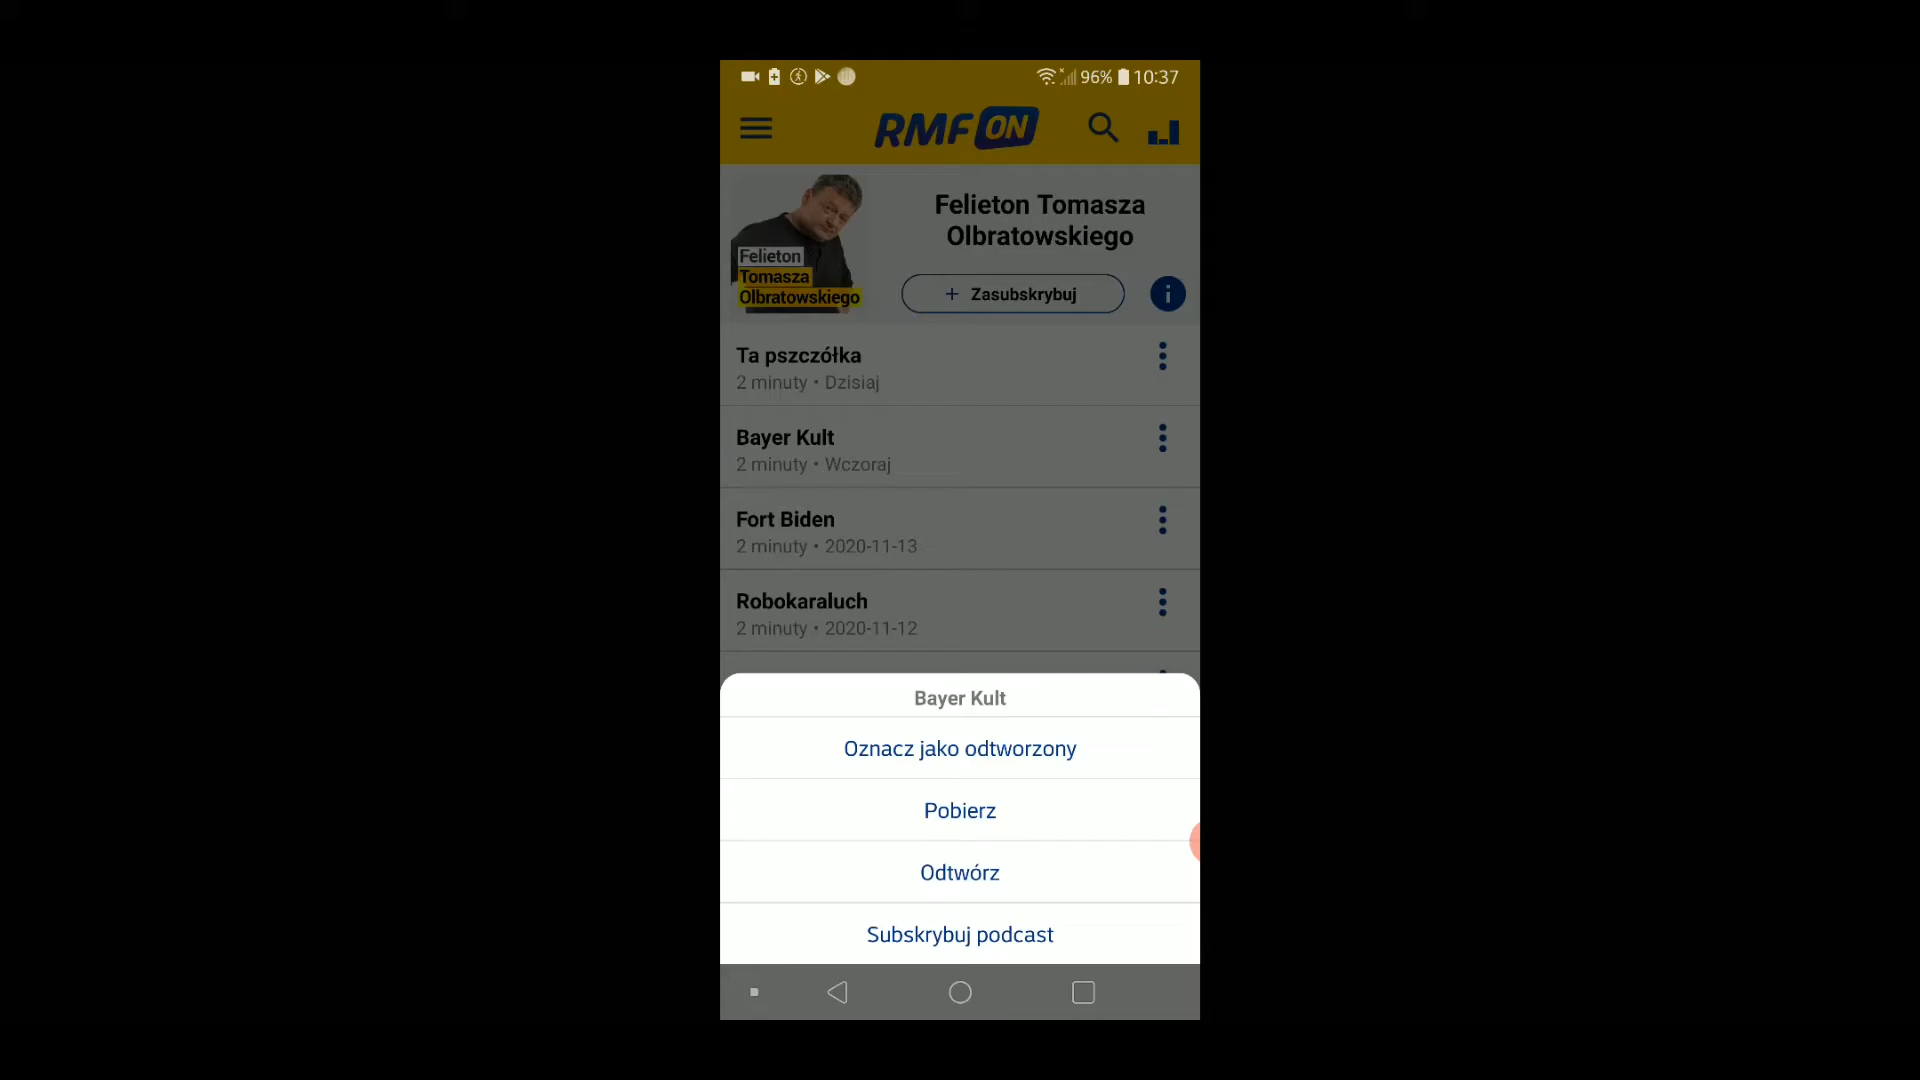 96% 10:37
RMF ON
Felieton Tomasza
Olbratowskiego
Felieton
Tomasza
Olbratowskiego
+ Zasubskrybuj
i
Ta pszczółka
2 minuty • Dzisiaj
Bayer Kult
2 minuty • Wczoraj
Fort Biden
2 minuty • 2020-11-13
Robokaraluch
2 minuty • 2020-11-12
Bayer Kult
Oznacz jako odtworzony
Pobierz
Odtwórz
Subskrybuj podcast